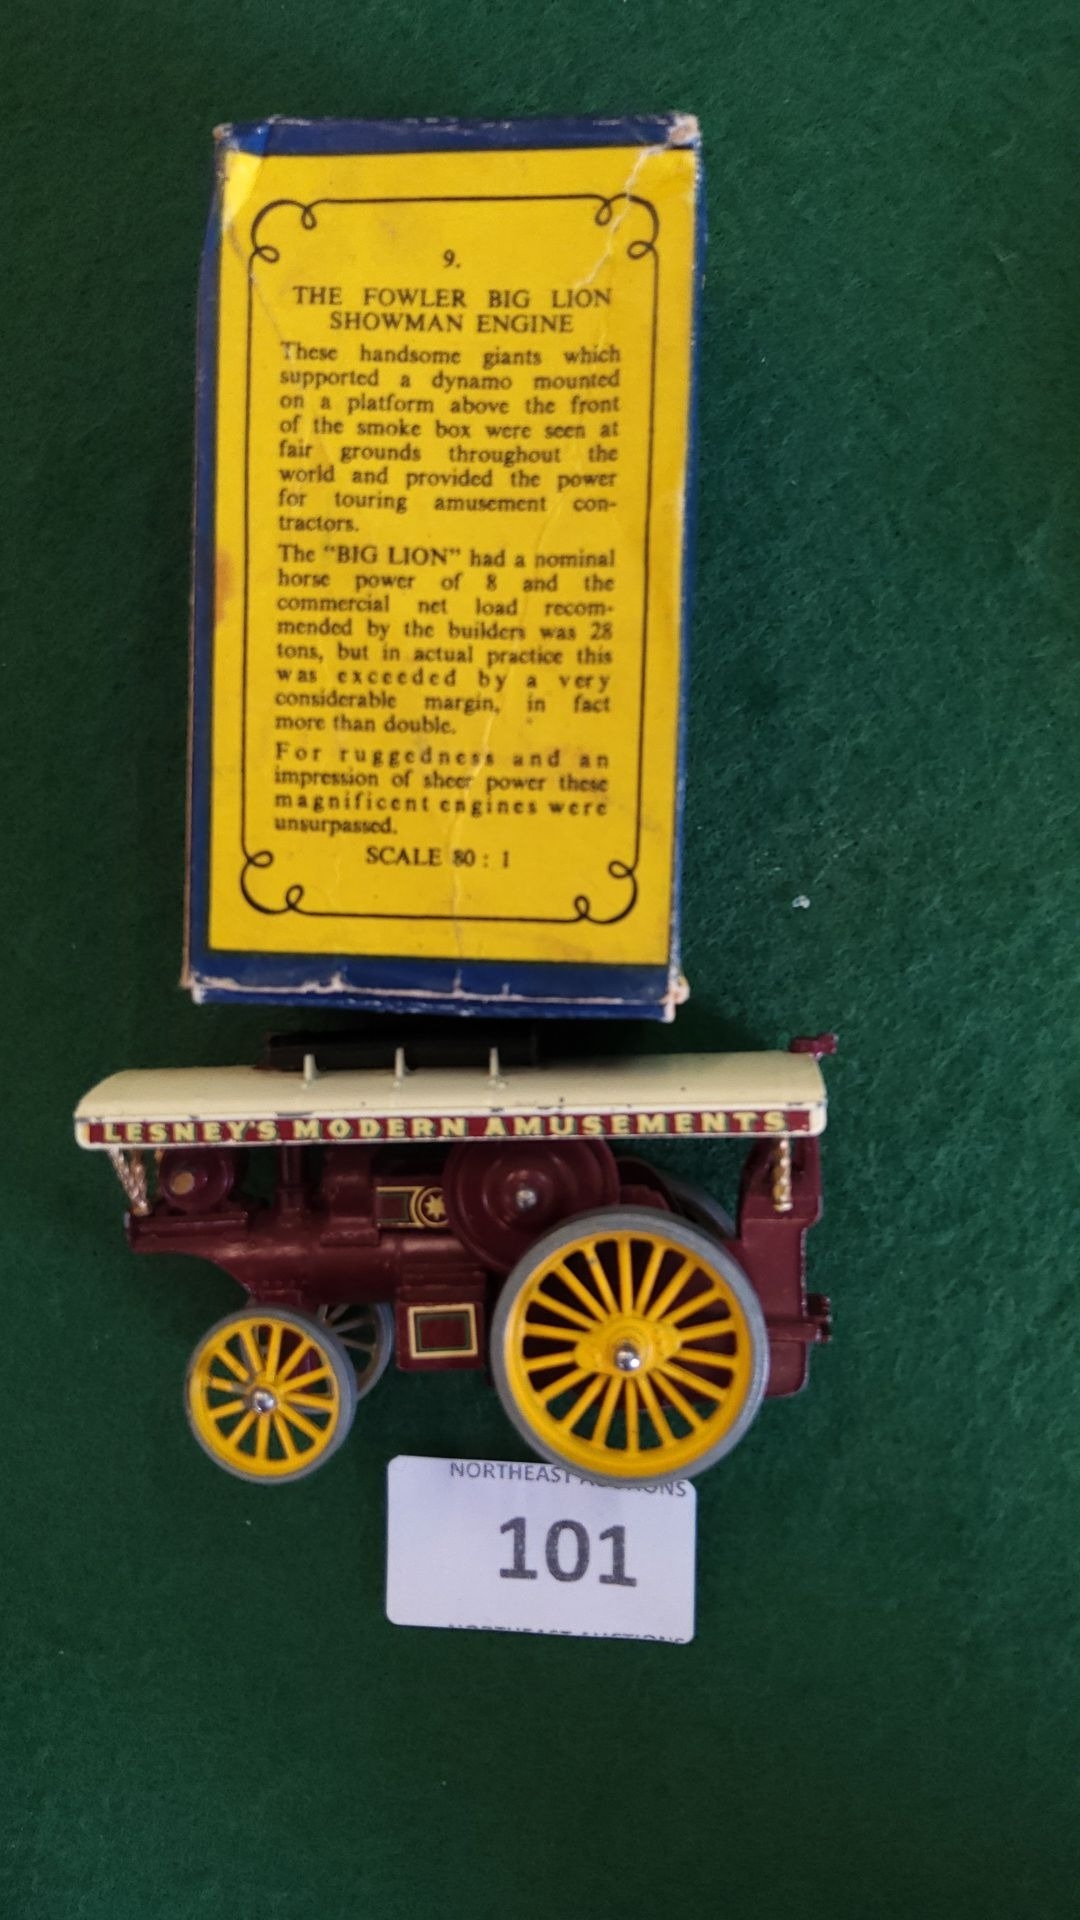 9.
THE FOWLER BIG LION
SHOWMAN ENGINE
These handsome giants which
supported a dynamo mounted
on a platform above the front
of the smoke box were seen at
fair grounds throughout the
world and provided the power
for touring amusement con-
tractors.
The "BIG LION" had a nominal
horse power of 8 and the
commercial net load recom-
mended by the builders was 28
tons, but in actual practice this
was exceeded by a very
considerable margin, in fact
more than double.
For ruggedness and an
impression of sheer power these
magnificent engines were
unsurpassed.
SCALE 80 : 1
LESNEY'S MODERN AMUSEMENTS
NORTHEAST AUCTIONS
101
NORTHEAST AUCTIONS